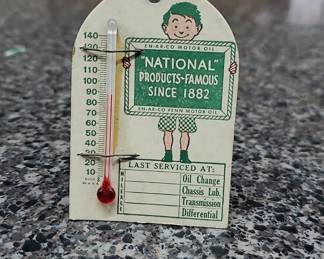 EN-AR-CO MOTOR OIL
"NATIONAL"
PRODUCTS-FAMOUS
SINCE 1882
EN-AR-CO PENN MOTOR OIL
140
130
120
110
100
90
80
70
60
50
40
30
20
10
LAST SERVICED AT:
MILEAGE
Oil Change
Chassis Lub.
Transmission
Differential